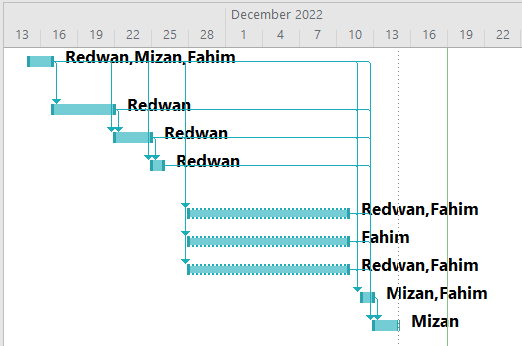 December 2022
13 16 19 22 25 28 1 4 7 10 13 16 19 22
Redwan,Mizan,Fahim
Redwan
Redwan
Redwan
Redwan,Fahim
Fahim
Redwan,Fahim
Mizan,Fahim
Mizan